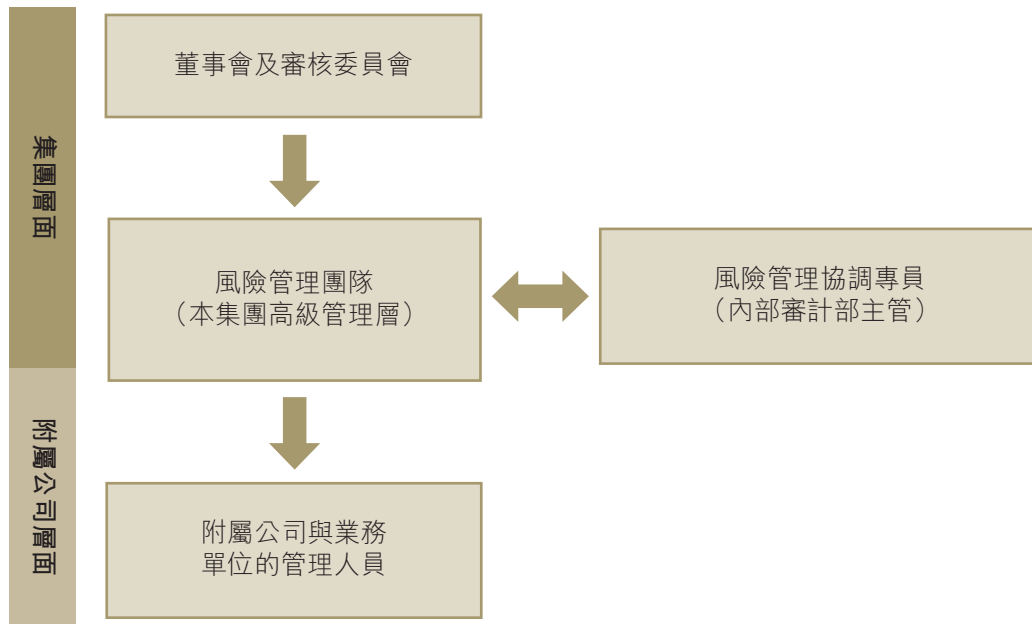 集團層面
董事會及審核委員會
風險管理團隊
（本集團高級管理層）
風險管理協調專員
（內部審計部主管）
附屬公司層面
附屬公司與業務
單位的管理人員